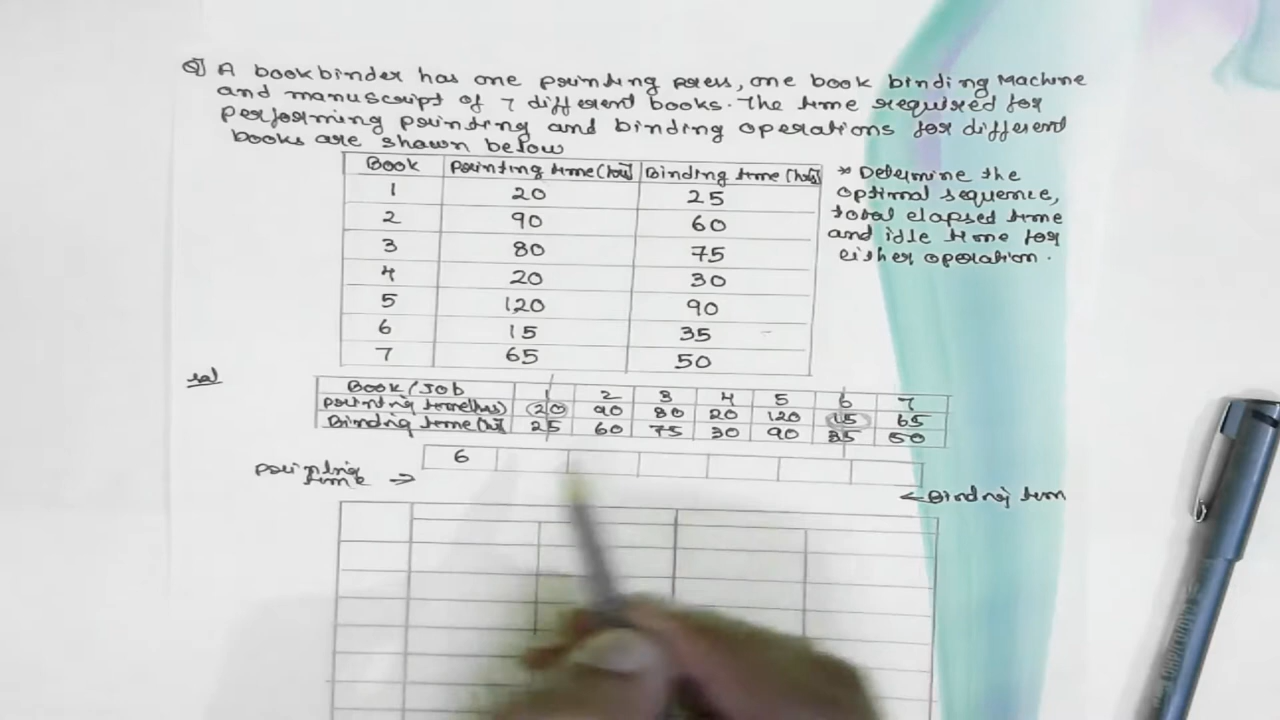 Q] A bookbinder has one printing press, one book binding Machine
and manuscript of 7 different books. The time required for
performing printing and binding operations for different
books are shown below
Book Printing time (hrs) Binding time (hrs)
1 20 25
2 90 60
3 80 75
4 20 30
5 120 90
6 15 35
7 65 50
* Determine the
optimal sequence,
total elapsed time
and idle time for
either operation.
sol
Book/Job 1 2 3 4 5 6 7
Printing time (hrs) 20 90 80 20 120 15 65
Binding time (hrs) 25 60 75 30 90 35 50
6
printing
time →
← Binding time